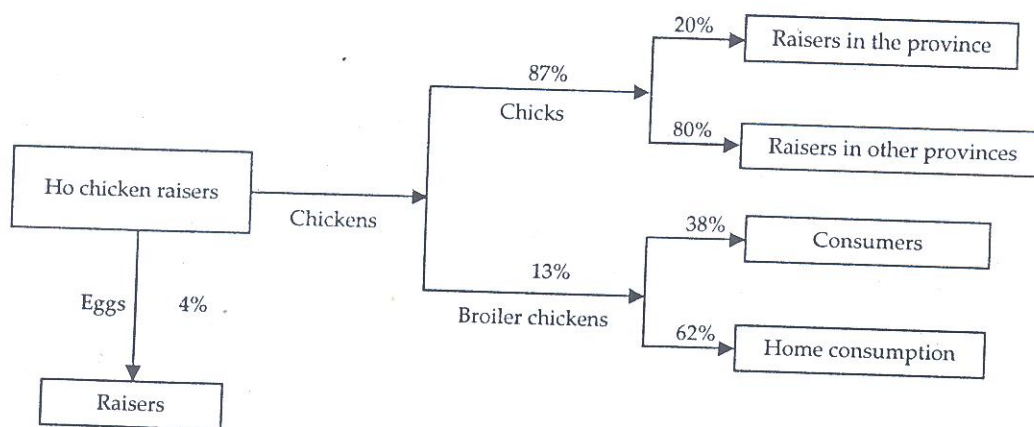 20%
Raisers in the province
87%
Chicks
80%
Raisers in other provinces
Ho chicken raisers
Chickens
38%
Consumers
13%
Broiler chickens
Eggs 4%
62%
Home consumption
Raisers